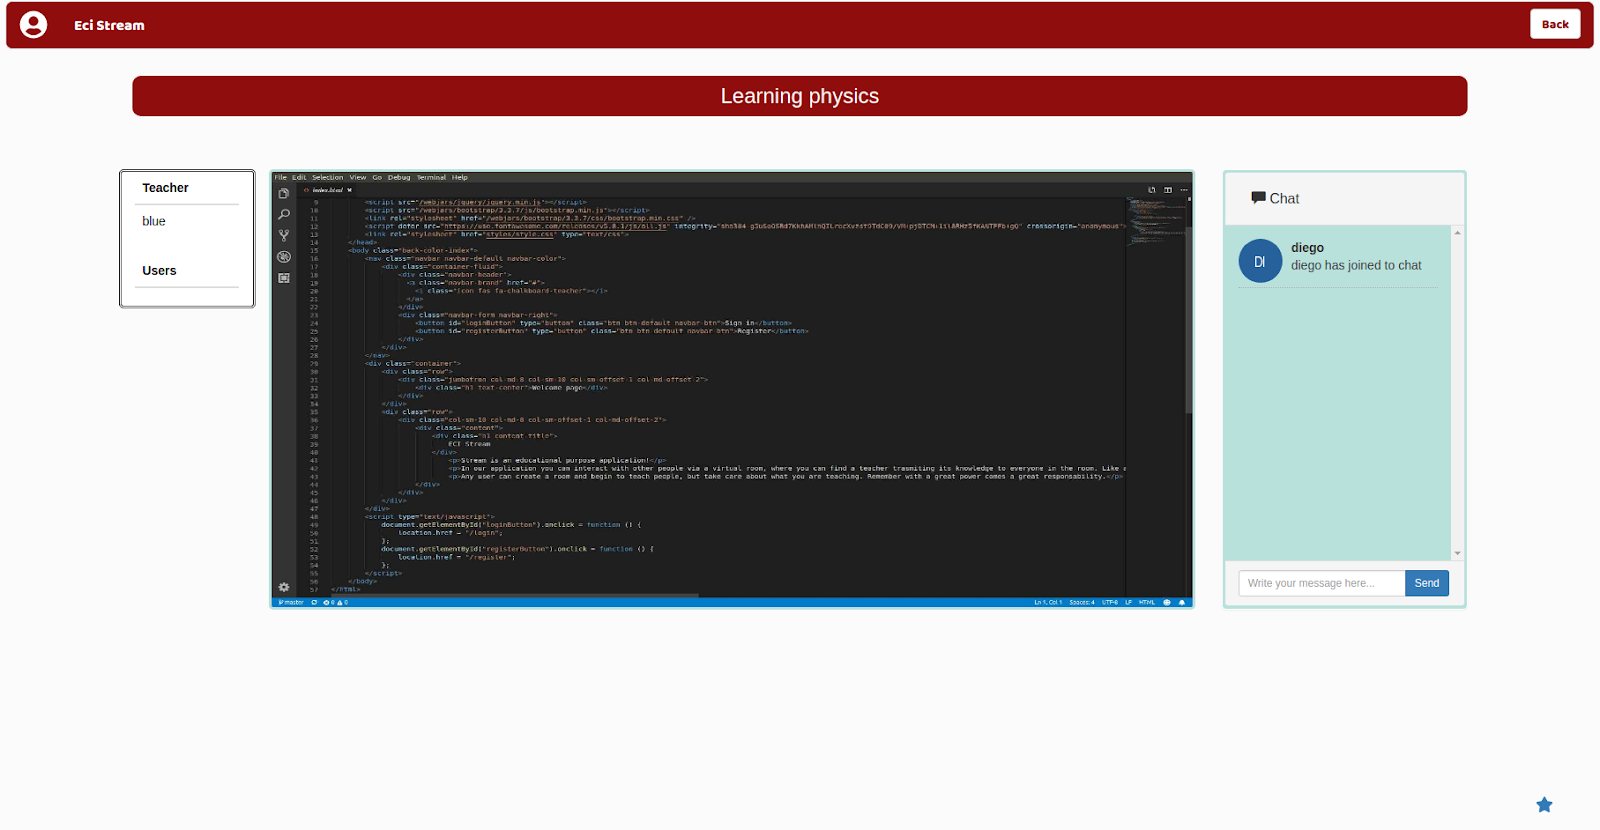 Eci Stream
Back
Learning physics
Teacher
blue
Users
File Edit Selection View Go Debug Terminal Help
index.html
9 <script src="/webjars/jquery/jquery.min.js"></script>
10 <script src="/webjars/bootstrap/3.3.7/js/bootstrap.min.js"></script>
11 <link rel="stylesheet" href="/webjars/bootstrap/3.3.7/css/bootstrap.min.css" />
12 <script defer src="https://use.fontawesome.com/releases/v5.0.1/js/all.js" integrity= crossorigin="anonymous"
13 <link rel="stylesheet" href="styles/style.css" type="text/css">
14 </head>
15 <body class="back-color-index">
16 <nav class="navbar navbar-default navbar-color">
17 <div class="container-fluid">
18 <div class="navbar-header">
19 <a class="navbar-brand" href="#">
20 <i class="icon fas fa-chalkboard-teacher"></i>
21 </a>
22 </div>
23 <div class="navbar-form navbar-right">
24 <button id="loginButton" type="button" class="btn btn-default navbar-btn">Sign in</button>
25 <button id="registerButton" type="button" class="btn btn-default navbar-btn">Register</button>
26 </div>
27 </div>
28 </nav>
29 <div class="container">
30 <div class="row">
31 <div class="jumbotron col-md-8 col-sm-10 col-sm-offset-1 col-md-offset-2">
32 <div class="h1 text-center">Welcome page</div>
33 </div>
34 </div>
35 <div class="row">
36 <div class="col-sm-10 col-md-8 col-sm-offset-1 col-md-offset-2">
37 <div class="content">
38 <div class="h1 content-title">
39 ECI Stream
40 </div>
41 <p>Stream is an educational purpose application!</p>
42 <p>In our application you can interact with other people via a virtual room, where you can find a teacher trasmiting its knowledge to everyone in the room. Like a
43 <p>Any user can create a room and begin to teach people, but take care about what you are teaching. Remember with a great power comes a great responsability.</p>
44 </div>
45 </div>
46 </div>
47 </div>
48 <script type="text/javascript">
49 document.getElementById("loginButton").onclick = function () {
50 location.href = "/login";
51 };
52 document.getElementById("registerButton").onclick = function () {
53 location.href = "/register";
54 };
55 </script>
56 </body>
57 </html>
master 0 0 Ln 1, Col 1 Spaces: 4 UTF-8 LF HTML
Chat
DI
diego
diego has joined to chat
Write your message here...
Send